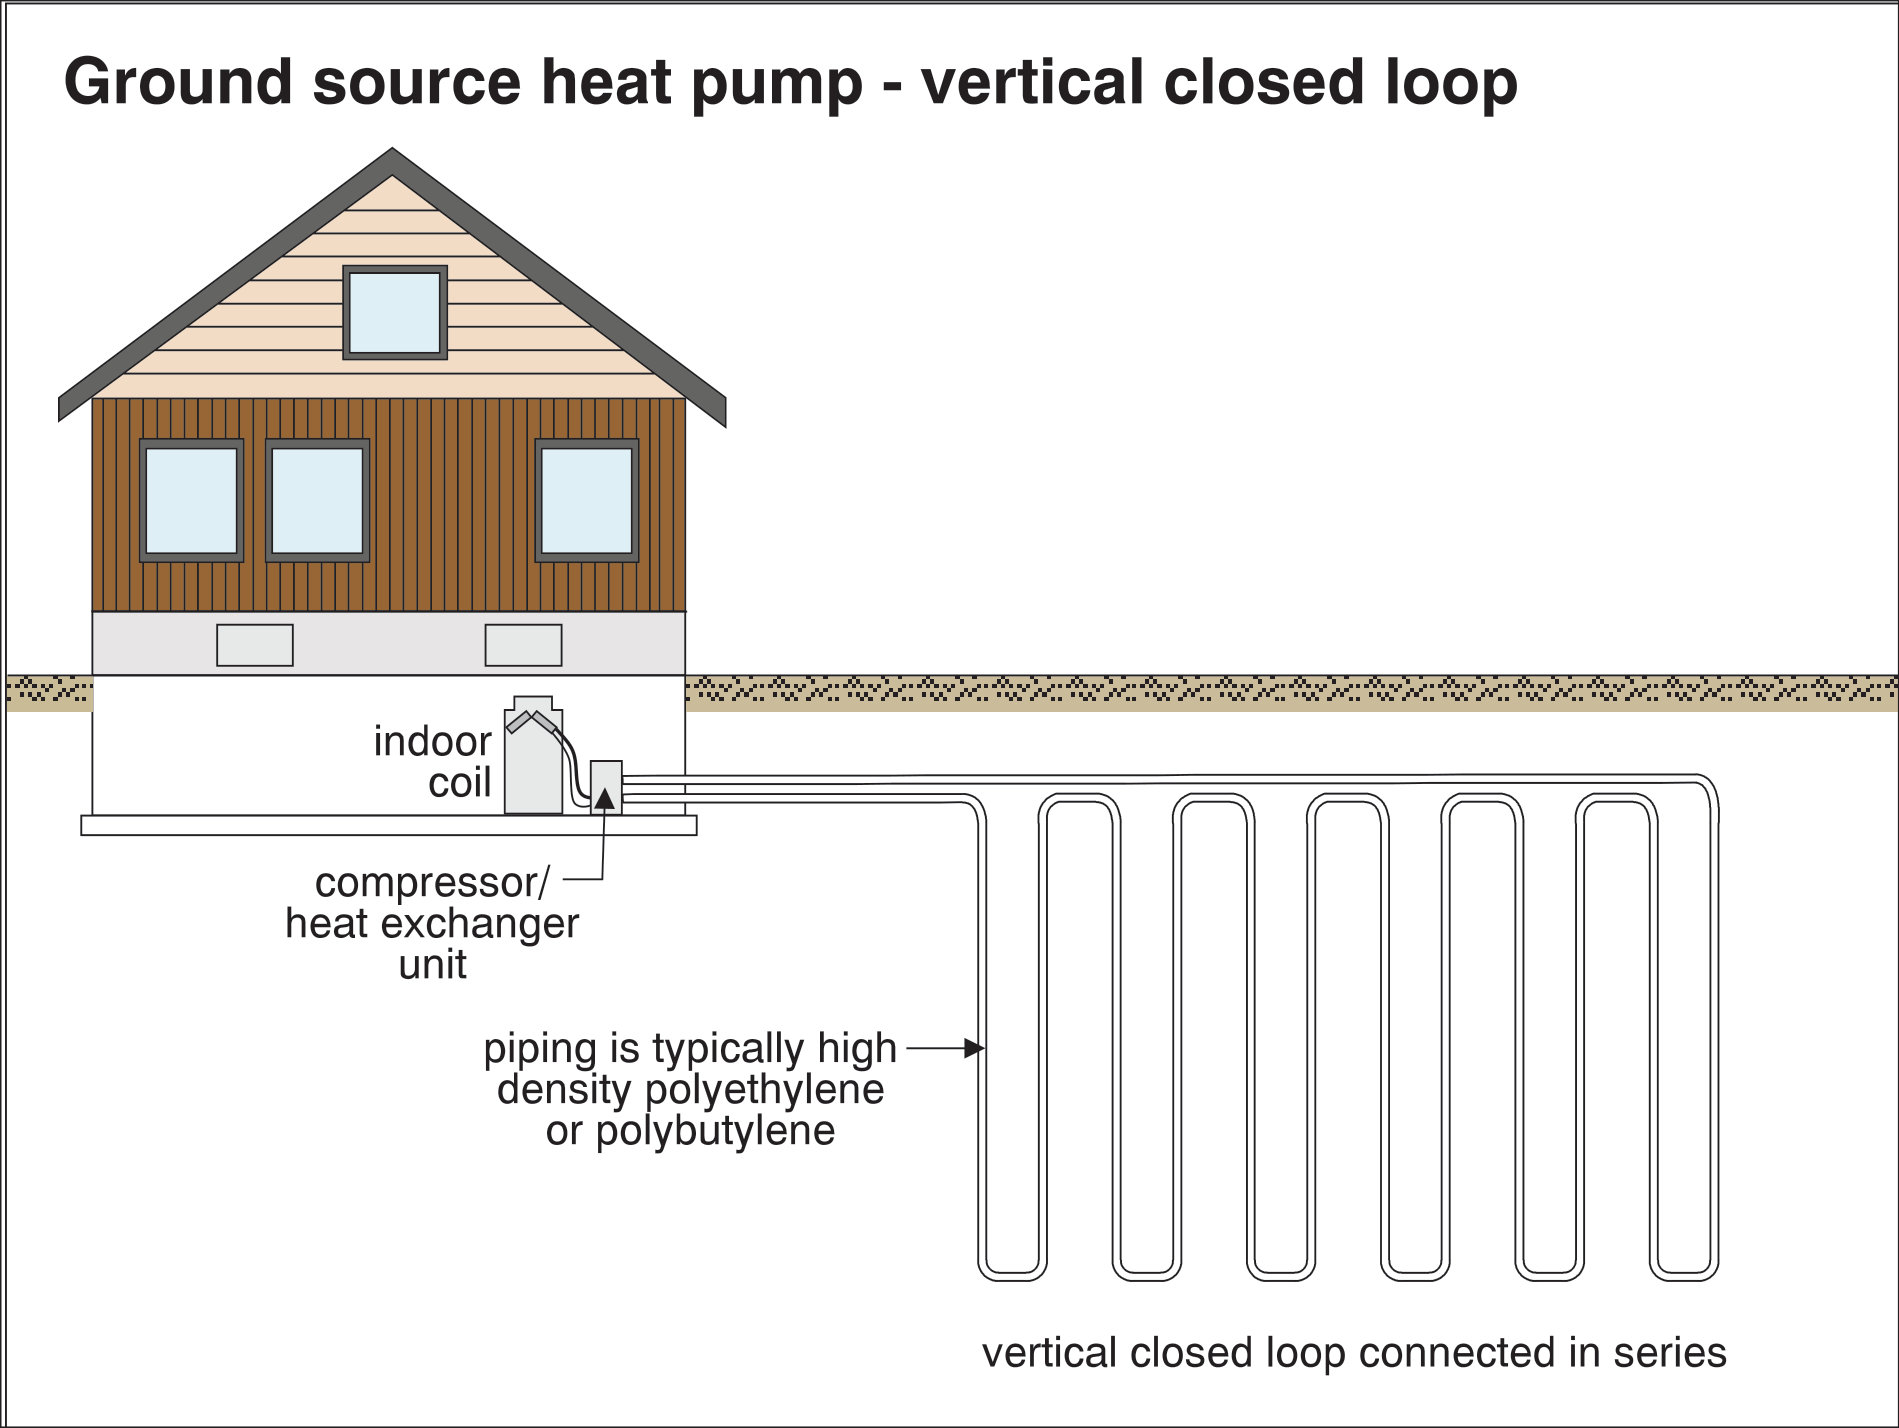 Ground source heat pump - vertical closed loop
indoor
coil
compressor/
heat exchanger
unit
piping is typically high
density polyethylene
or polybutylene
vertical closed loop connected in series